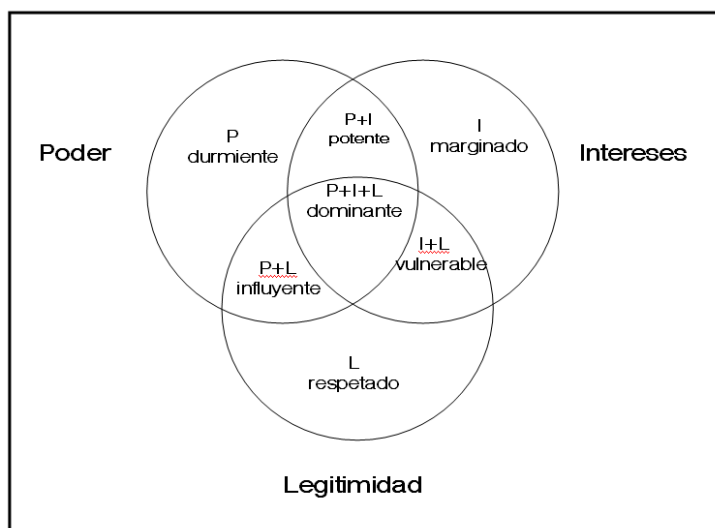 Poder
P
durmiente
P+I
potente
I
marginado
Intereses
P+I+L
dominante
P+L
influyente
I+L
vulnerable
L
respetado
Legitimidad